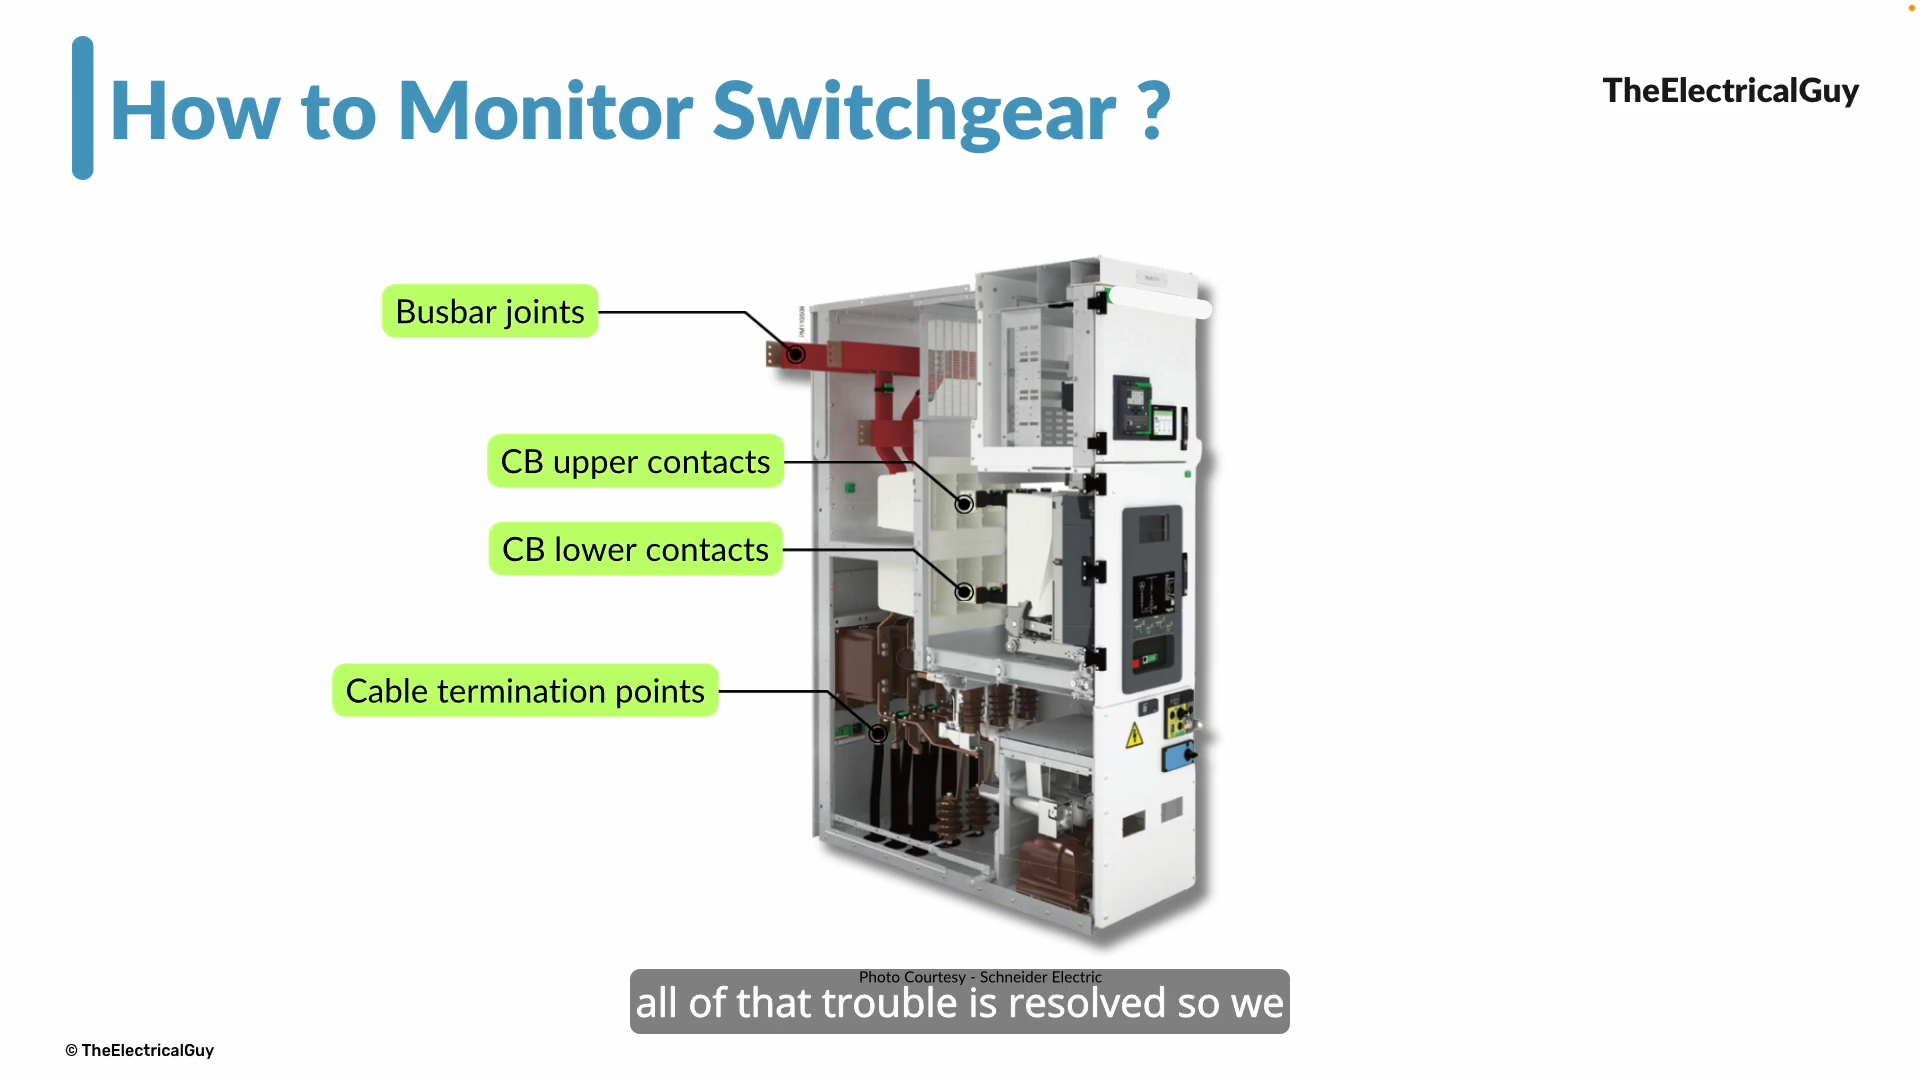 How to Monitor Switchgear ?
TheElectricalGuy
Busbar joints
CB upper contacts
CB lower contacts
Cable termination points
PM110508
Photo Courtesy - Schneider Electric
all of that trouble is resolved so we
© TheElectricalGuy